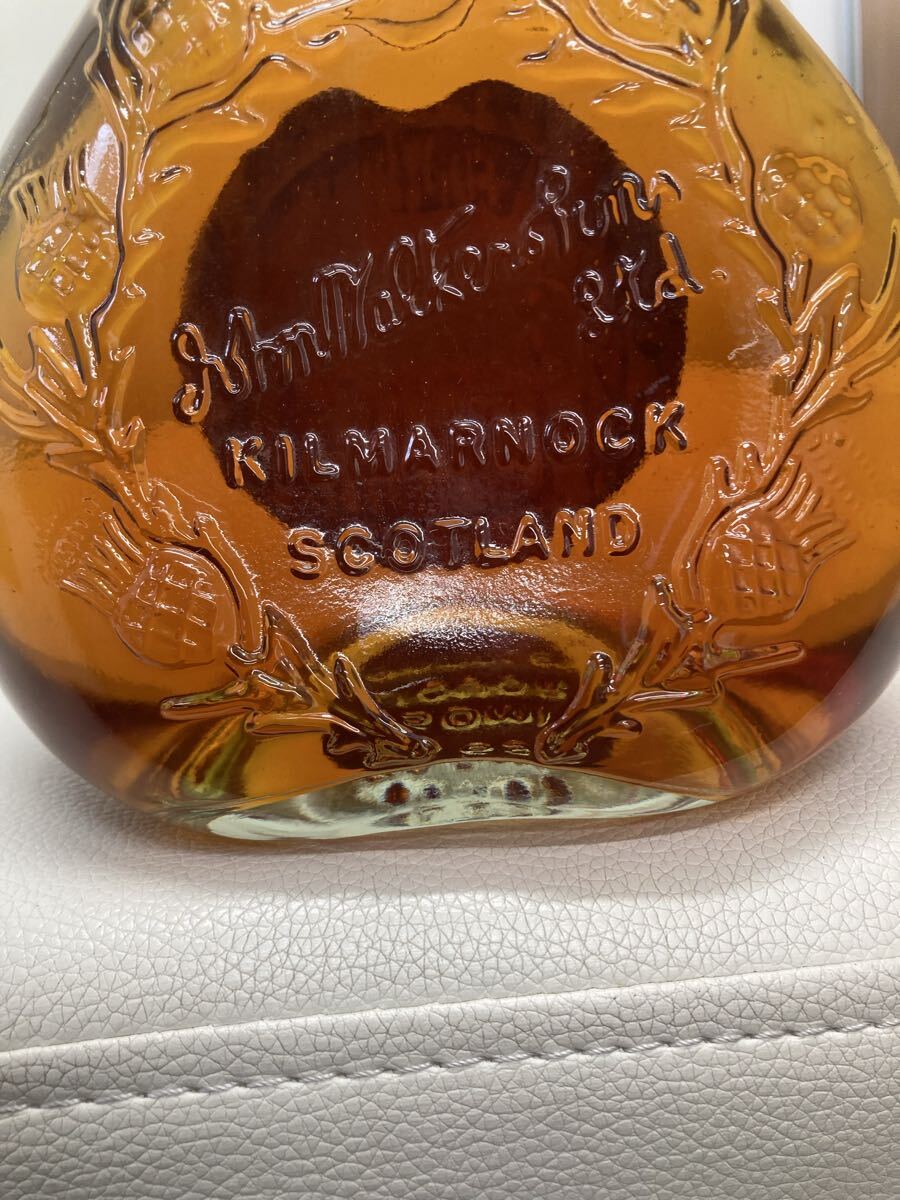 John Walker & Sons,
Ltd.
KILMARNOCK
SCOTLAND